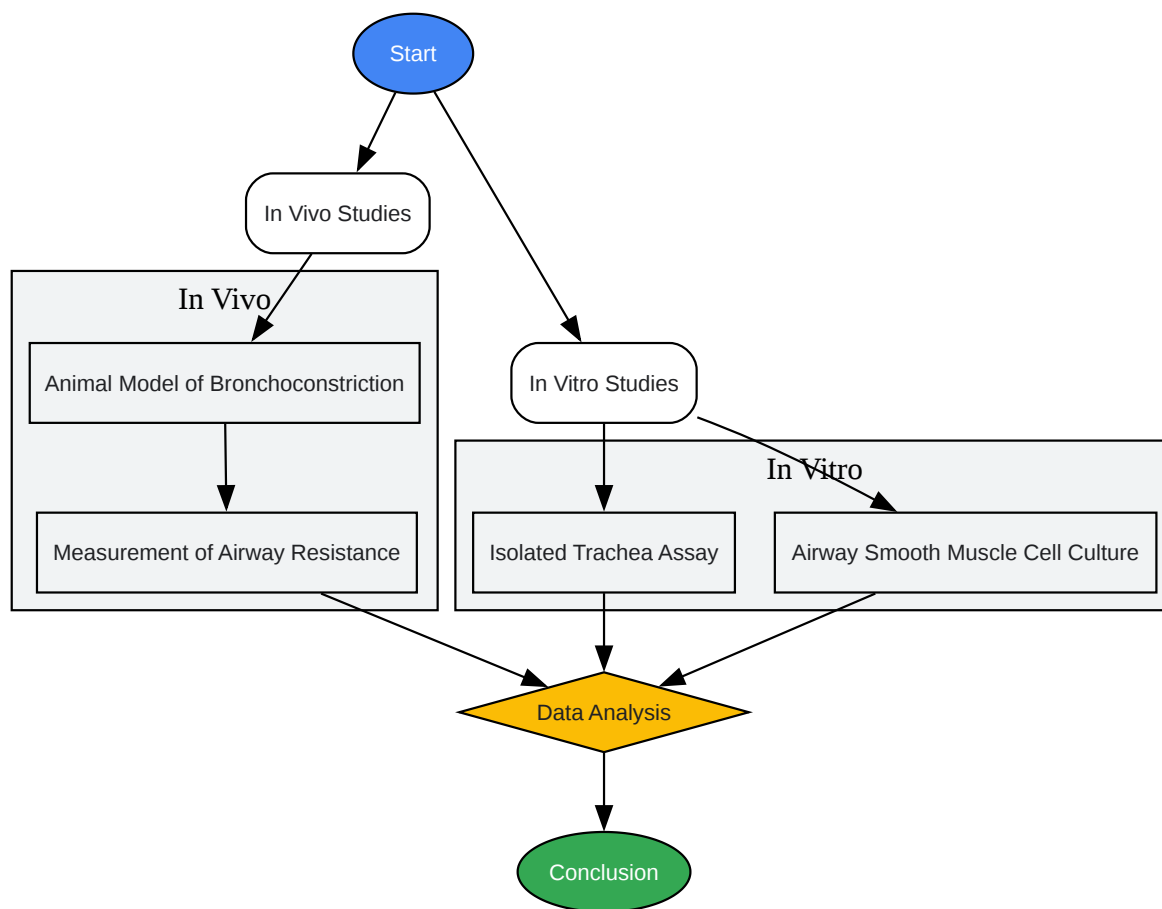 Start
In Vivo Studies
In Vivo
Animal Model of Bronchoconstriction
In Vitro Studies
In Vitro
Measurement of Airway Resistance
Isolated Trachea Assay
Airway Smooth Muscle Cell Culture
Data Analysis
Conclusion